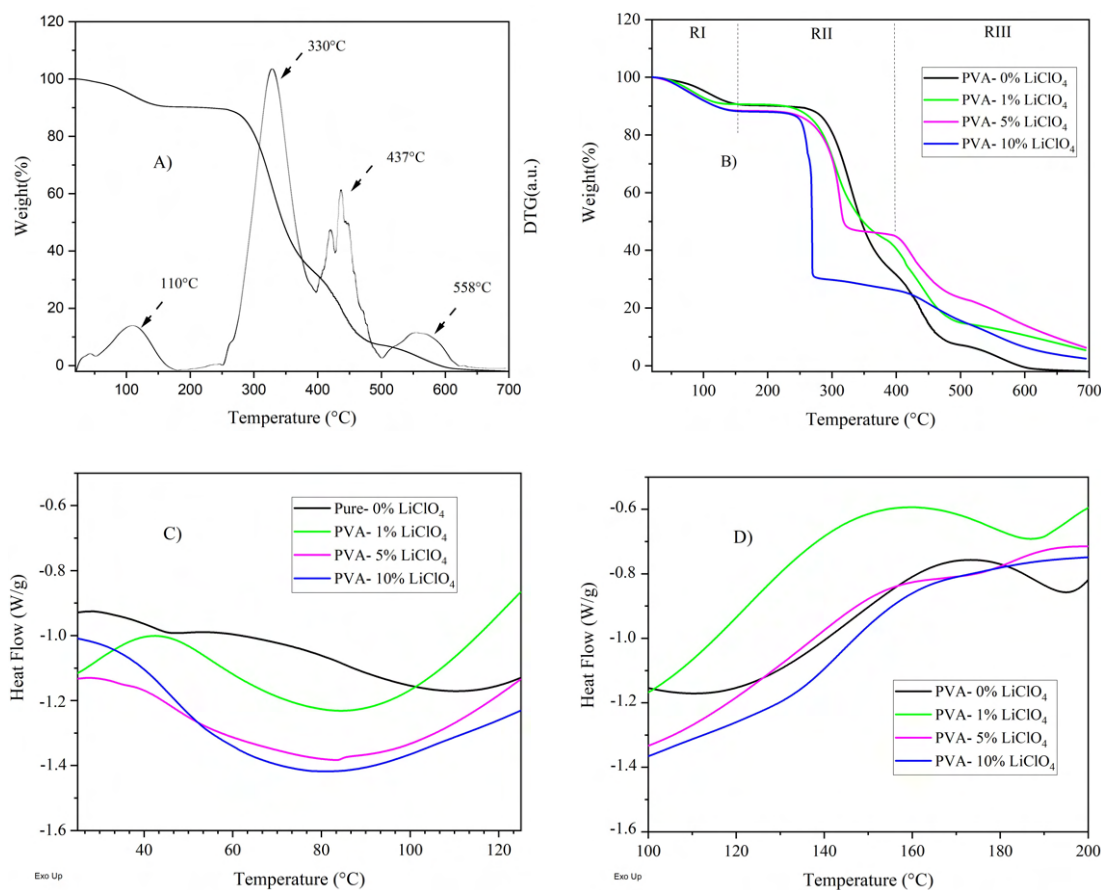 120
100
80
60
40
20
0
Weight(%)
A)
110°C
330°C
437°C
558°C
DTG(a.u.)
0 100 200 300 400 500 600 700
Temperature (°C)
120
100
80
60
40
20
0
Weight(%)
RI RII RIII
B)
PVA- 0% LiClO₄
PVA- 1% LiClO₄
PVA- 5% LiClO₄
PVA- 10% LiClO₄
0 100 200 300 400 500 600 700
Temperature (°C)
-0.6
-0.8
-1.0
-1.2
-1.4
-1.6
Heat Flow (W/g)
C)
Pure- 0% LiClO₄
PVA- 1% LiClO₄
PVA- 5% LiClO₄
PVA- 10% LiClO₄
40 60 80 100 120
Exo Up
Temperature (°C)
-0.6
-0.8
-1.0
-1.2
-1.4
-1.6
Heat Flow (W/g)
D)
PVA- 0% LiClO₄
PVA- 1% LiClO₄
PVA- 5% LiClO₄
PVA- 10% LiClO₄
100 120 140 160 180 200
Exo Up
Temperature (°C)